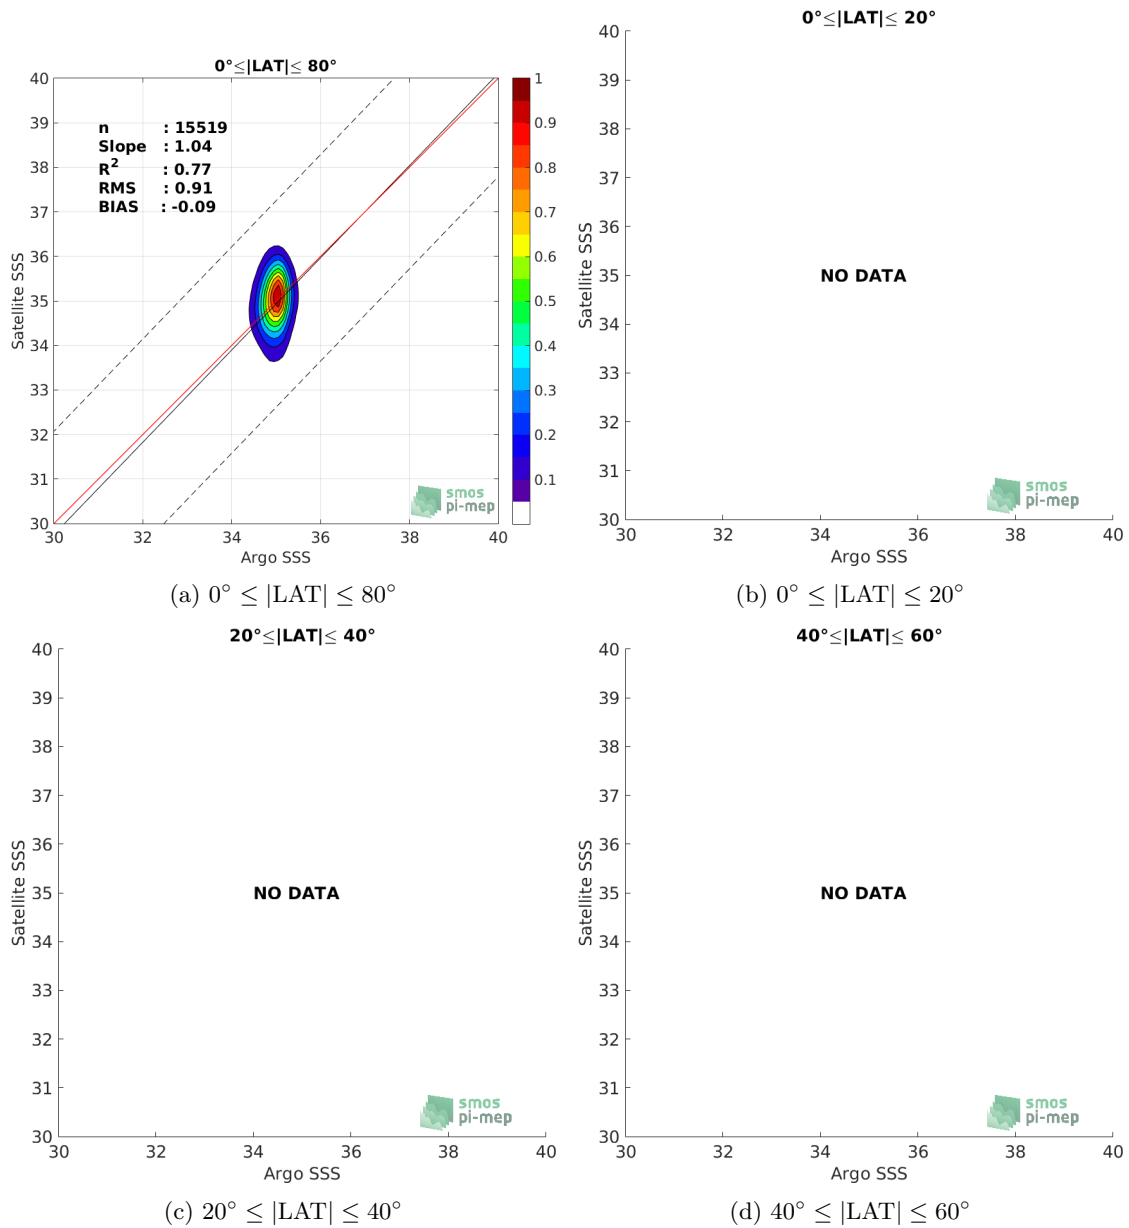 0°≤|LAT|≤ 80°
40
39
38
37
36
35
34
33
32
31
30
30
32
34
36
38
40
Satellite SSS
Argo SSS
n : 15519
Slope : 1.04
R² : 0.77
RMS : 0.91
BIAS : -0.09
1
0.9
0.8
0.7
0.6
0.5
0.4
0.3
0.2
0.1
smos
pi-mep
(a) 0° ≤ |LAT| ≤ 80°
0°≤|LAT|≤ 20°
40
39
38
37
36
35
34
33
32
31
30
30
32
34
36
38
40
Satellite SSS
Argo SSS
NO DATA
smos
pi-mep
(b) 0° ≤ |LAT| ≤ 20°
20°≤|LAT|≤ 40°
40
39
38
37
36
35
34
33
32
31
30
30
32
34
36
38
40
Satellite SSS
Argo SSS
NO DATA
smos
pi-mep
(c) 20° ≤ |LAT| ≤ 40°
40°≤|LAT|≤ 60°
40
39
38
37
36
35
34
33
32
31
30
30
32
34
36
38
40
Satellite SSS
Argo SSS
NO DATA
smos
pi-mep
(d) 40° ≤ |LAT| ≤ 60°